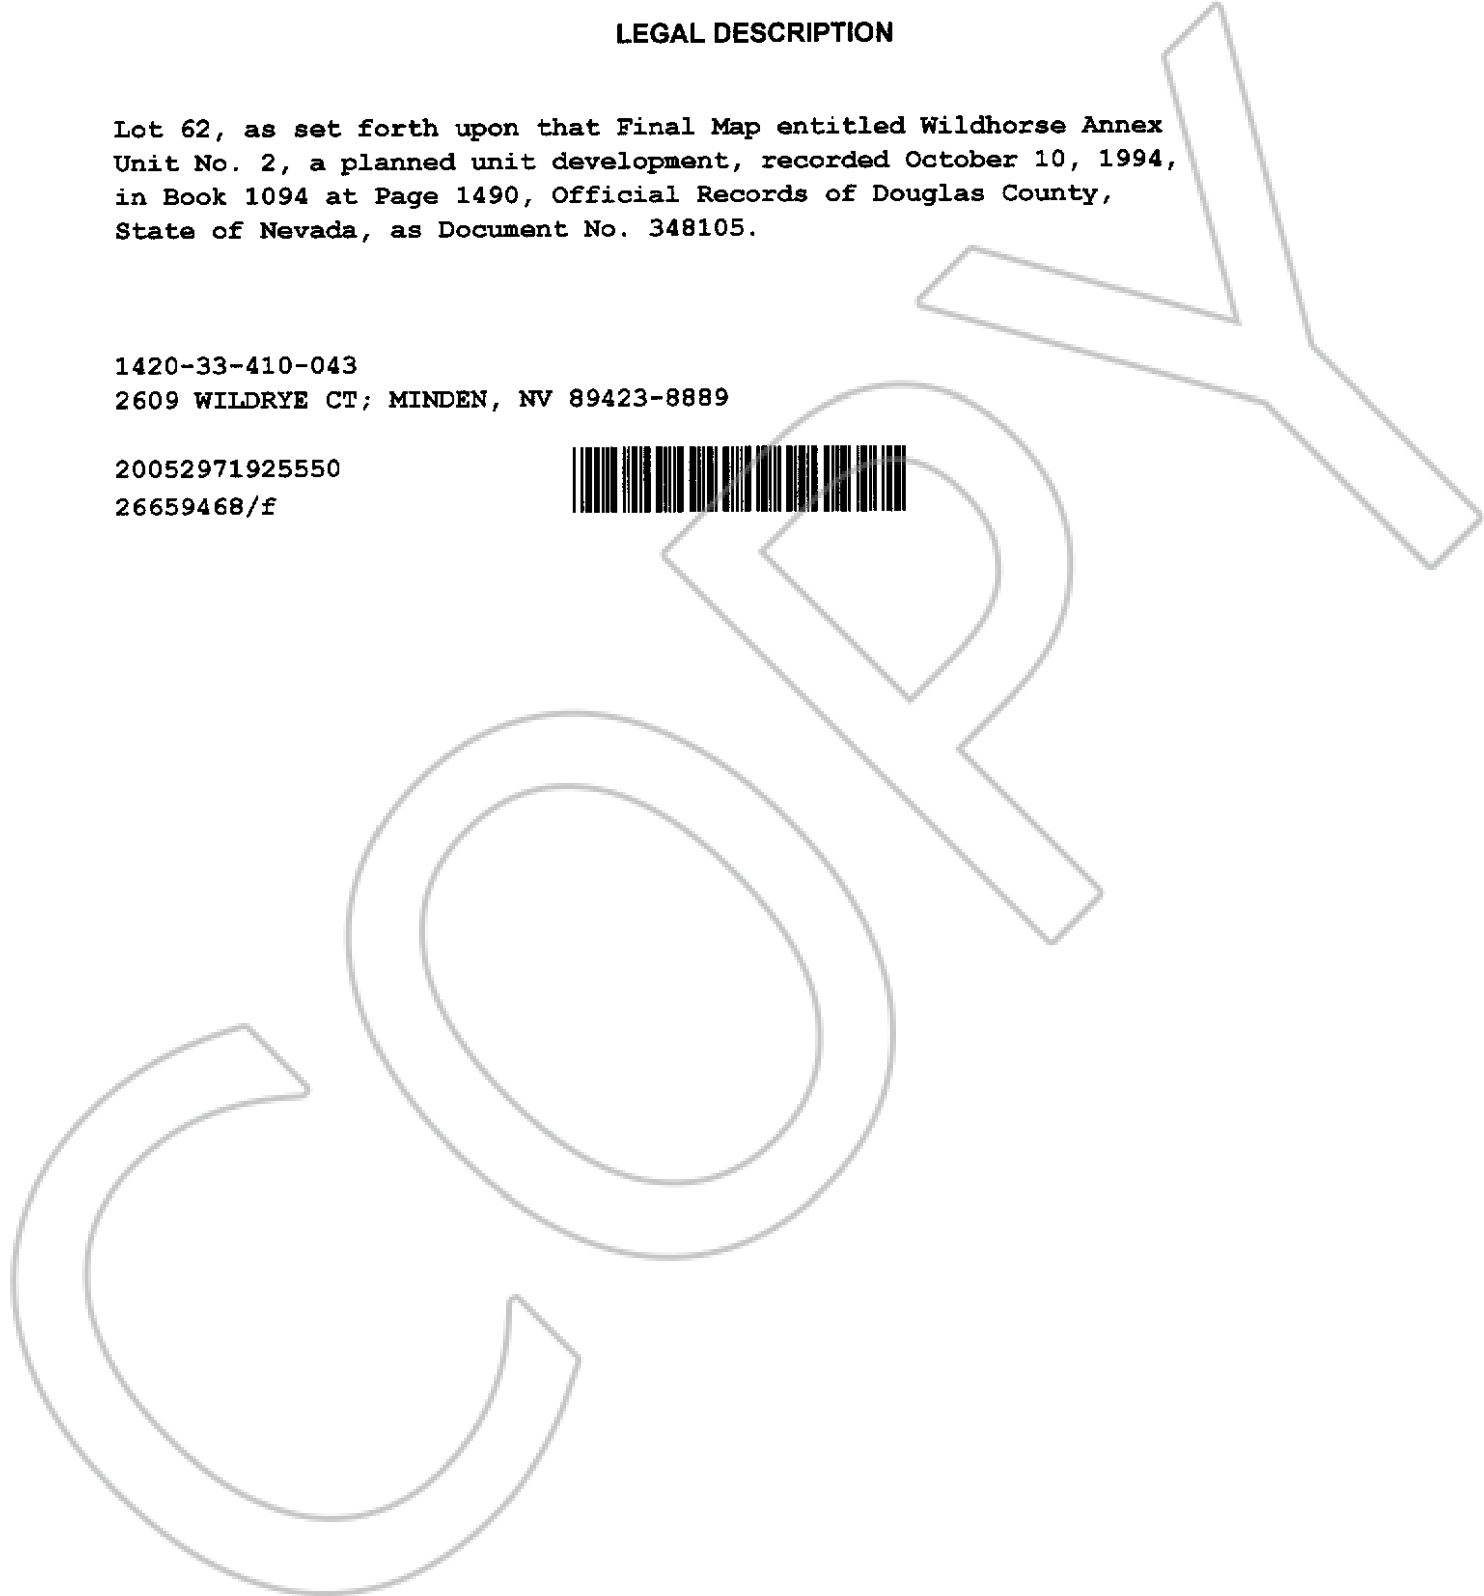 LEGAL DESCRIPTION
Lot 62, as set forth upon that Final Map entitled Wildhorse Annex
Unit No. 2, a planned unit development, recorded October 10, 1994,
in Book 1094 at Page 1490, Official Records of Douglas County,
State of Nevada, as Document No. 348105.
1420-33-410-043
2609 WILDRYE CT; MINDEN, NV 89423-8889
20052971925550
26659468/f
COPY